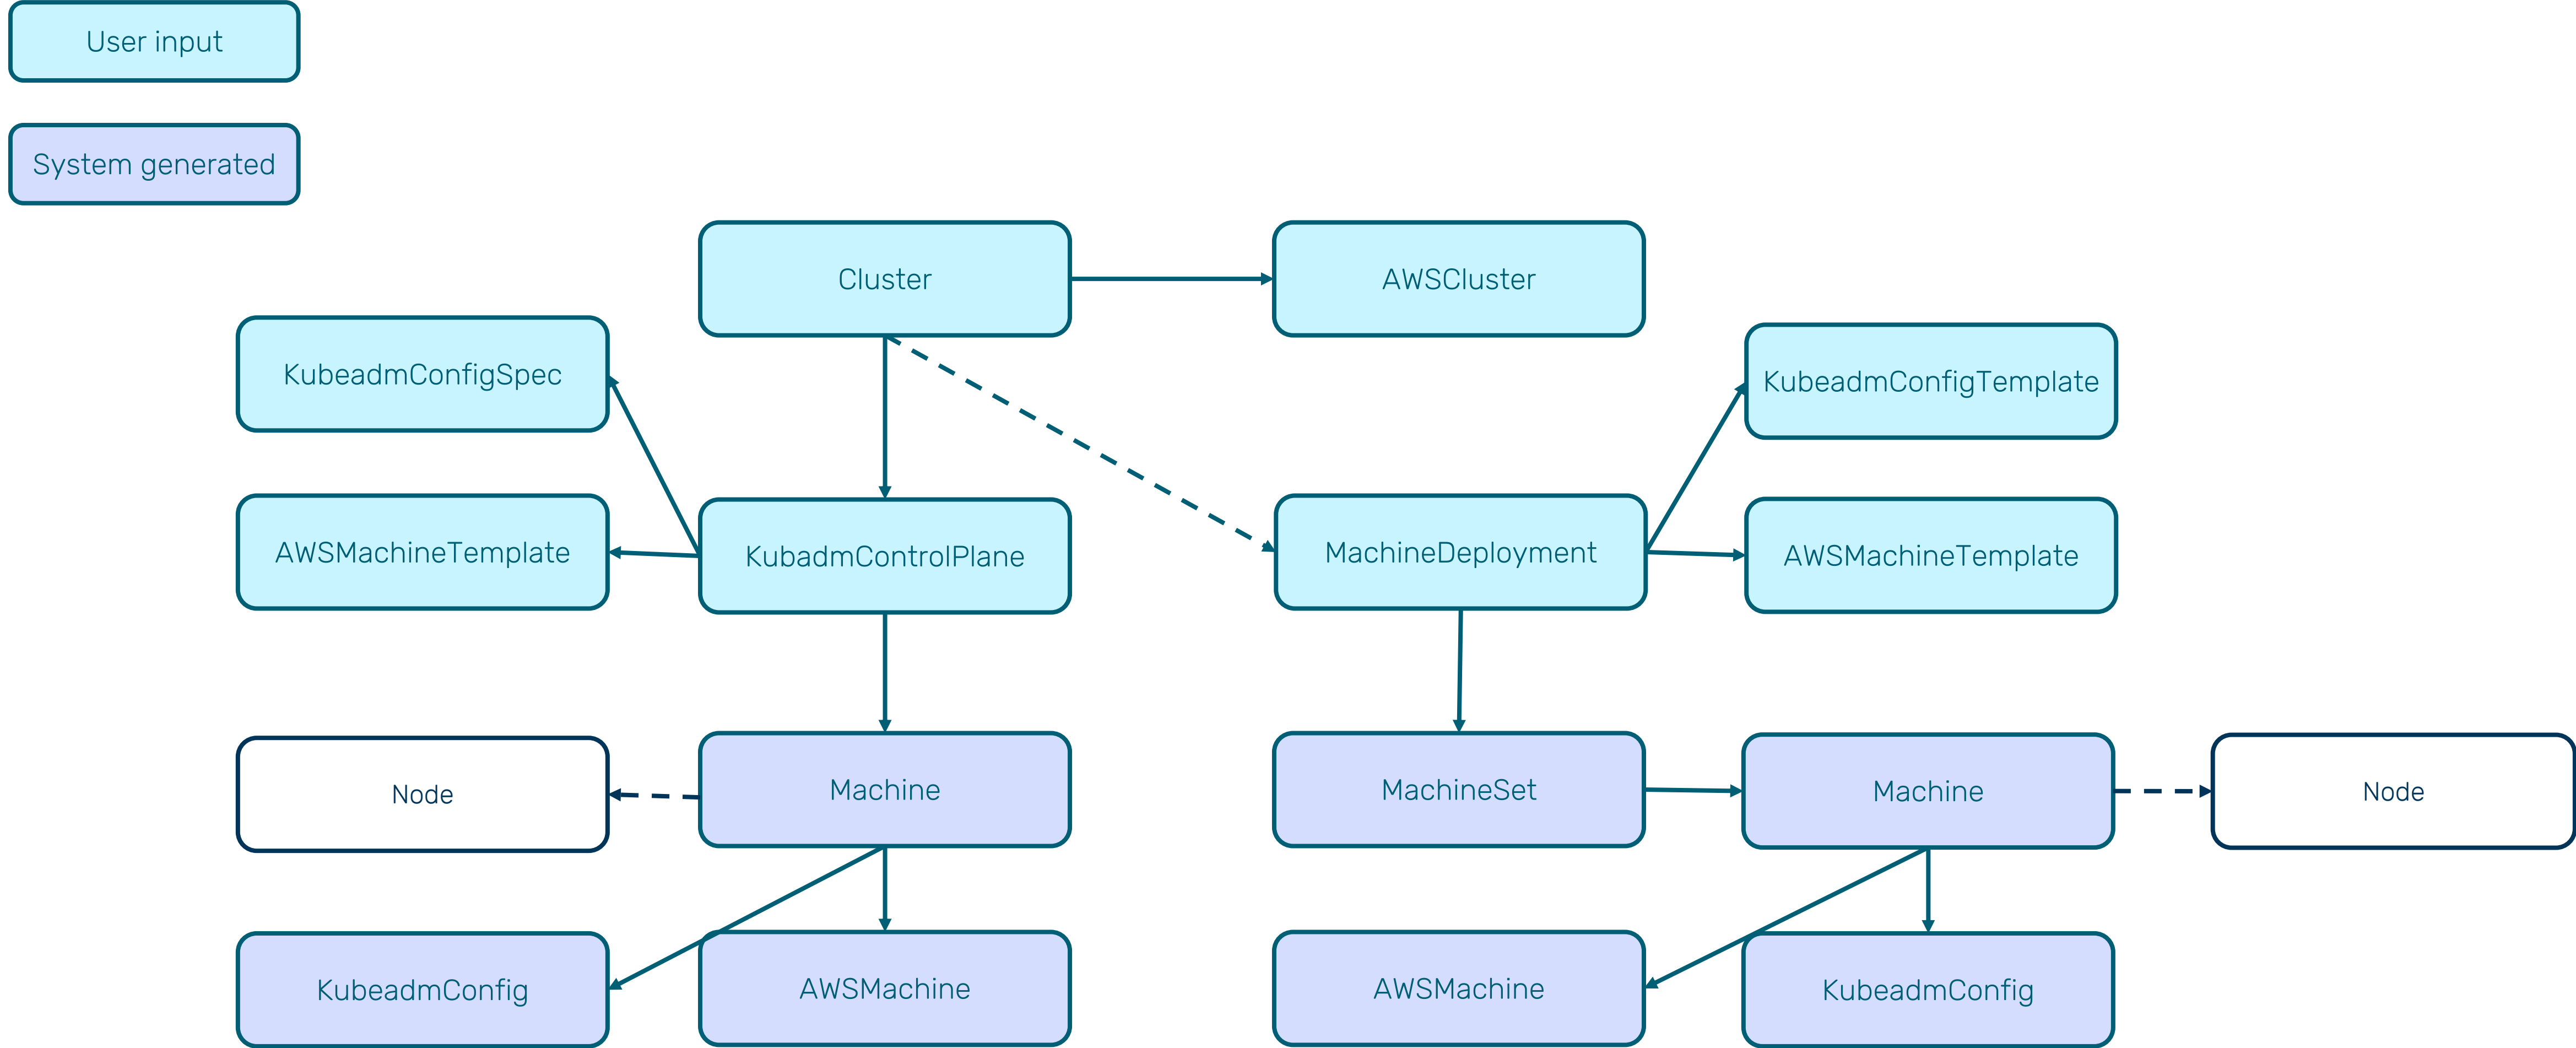 User input
System generated
Cluster
AWSCluster
KubeadmConfigSpec
KubeadmConfigTemplate
AWSMachineTemplate
KubadmControlPlane
MachineDeployment
AWSMachineTemplate
Node
Machine
MachineSet
Machine
Node
KubeadmConfig
AWSMachine
AWSMachine
KubeadmConfig